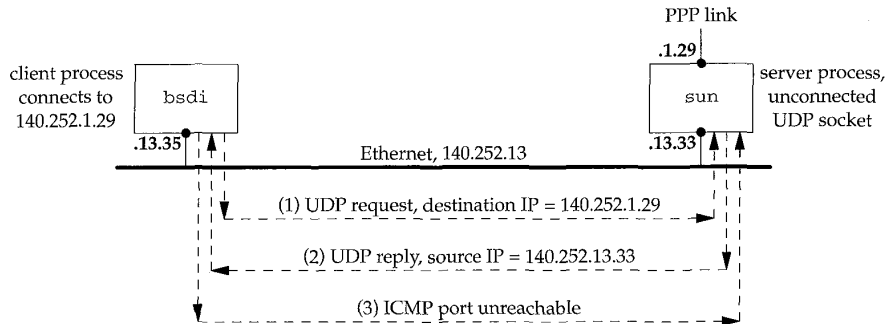 PPP link
.1.29
client process
connects to
140.252.1.29
bsdi
sun
server process,
unconnected
UDP socket
.13.35
Ethernet, 140.252.13
.13.33
(1) UDP request, destination IP = 140.252.1.29
(2) UDP reply, source IP = 140.252.13.33
(3) ICMP port unreachable